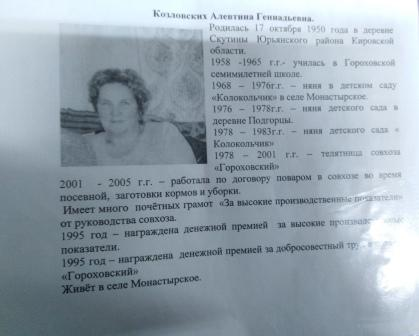 Козловских Алевтина Геннадьевна.
Родилась 17 октября 1950 года в деревне
Скутины Юрьянского района Кировской
области.
1958 -1965 г.г.- училась в Гороховской
семимилетней школе.
1968 – 1976г.г. – няня в детском саду
«Колокольчик» в селе Монастырское.
1976 – 1978г.г. – няня детского сада в
деревне Подгорцы.
1978 – 1983г.г. – няня детского сада «
Колокольчик»
1978 – 2001 г.г. – телятница совхоза
«Гороховский»
2001 - 2005 г.г. – работала по договору поваром в совхозе во время
посевной, заготовки кормов и уборки.
Имеет много почётных грамот «За высокие производственные показатели»
от руководства совхоза.
1995 год – награждена денежной премией за высокие производственные
показатели.
1995 год – награждена денежной премией за добросовестный
«Гороховский»
Живёт в селе Монастырское.